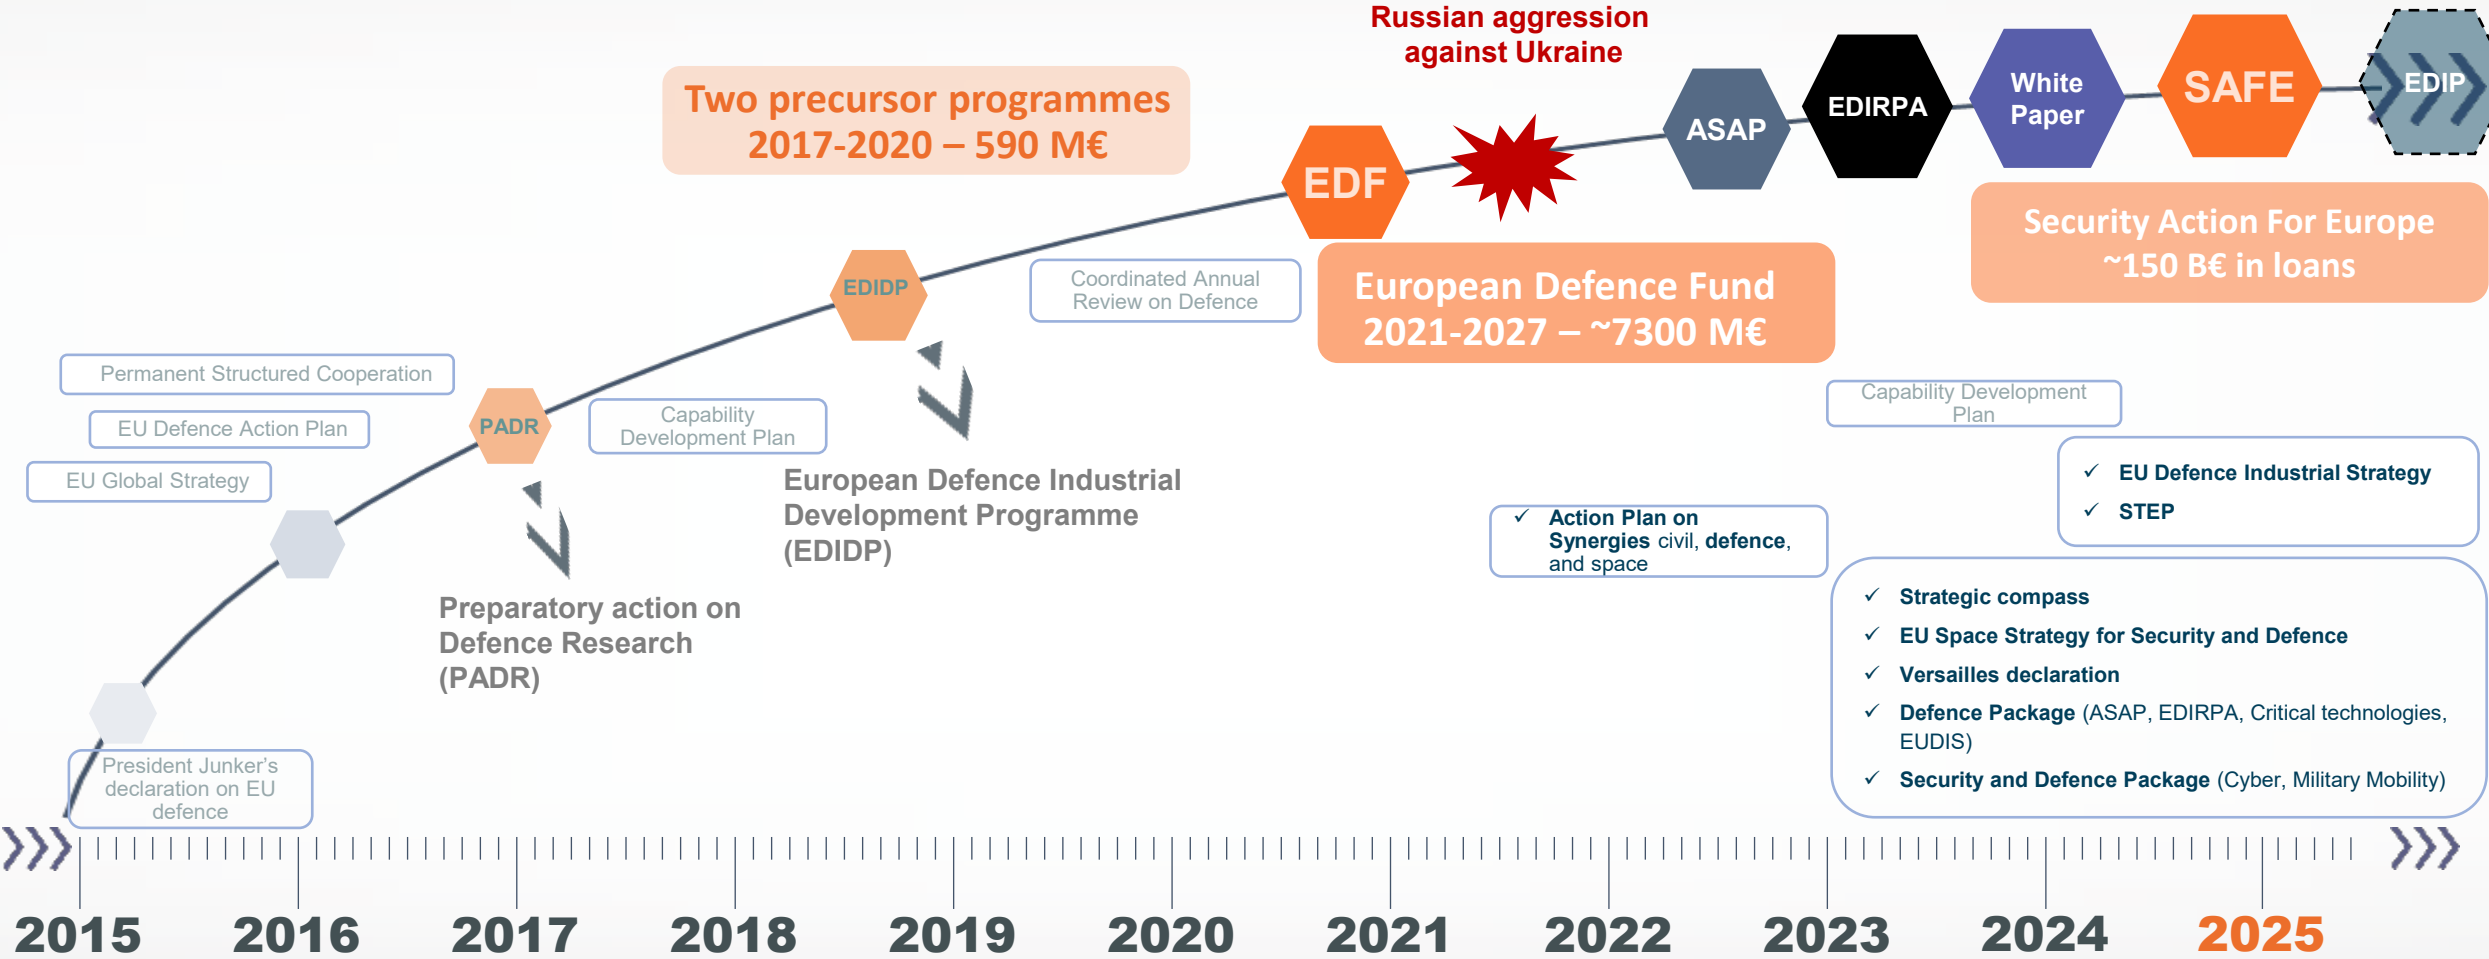 Russian aggression
against Ukraine
Two precursor programmes
2017-2020 – 590 M€
EDF
ASAP
EDIRPA
White
Paper
SAFE
EDIP
Security Action For Europe
~150 B€ in loans
European Defence Fund
2021-2027 – ~7300 M€
EDIDP
Coordinated Annual
Review on Defence
Permanent Structured Cooperation
EU Defence Action Plan
EU Global Strategy
PADR
Capability
Development Plan
European Defence Industrial
Development Programme
(EDIDP)
Preparatory action on
Defence Research
(PADR)
President Junker's
declaration on EU
defence
Capability Development
Plan
✓ EU Defence Industrial Strategy
✓ STEP
✓ Action Plan on
Synergies civil, defence,
and space
✓ Strategic compass
✓ EU Space Strategy for Security and Defence
✓ Versailles declaration
✓ Defence Package (ASAP, EDIRPA, Critical technologies,
EUDIS)
✓ Security and Defence Package (Cyber, Military Mobility)
2015 2016 2017 2018 2019 2020 2021 2022 2023 2024 2025